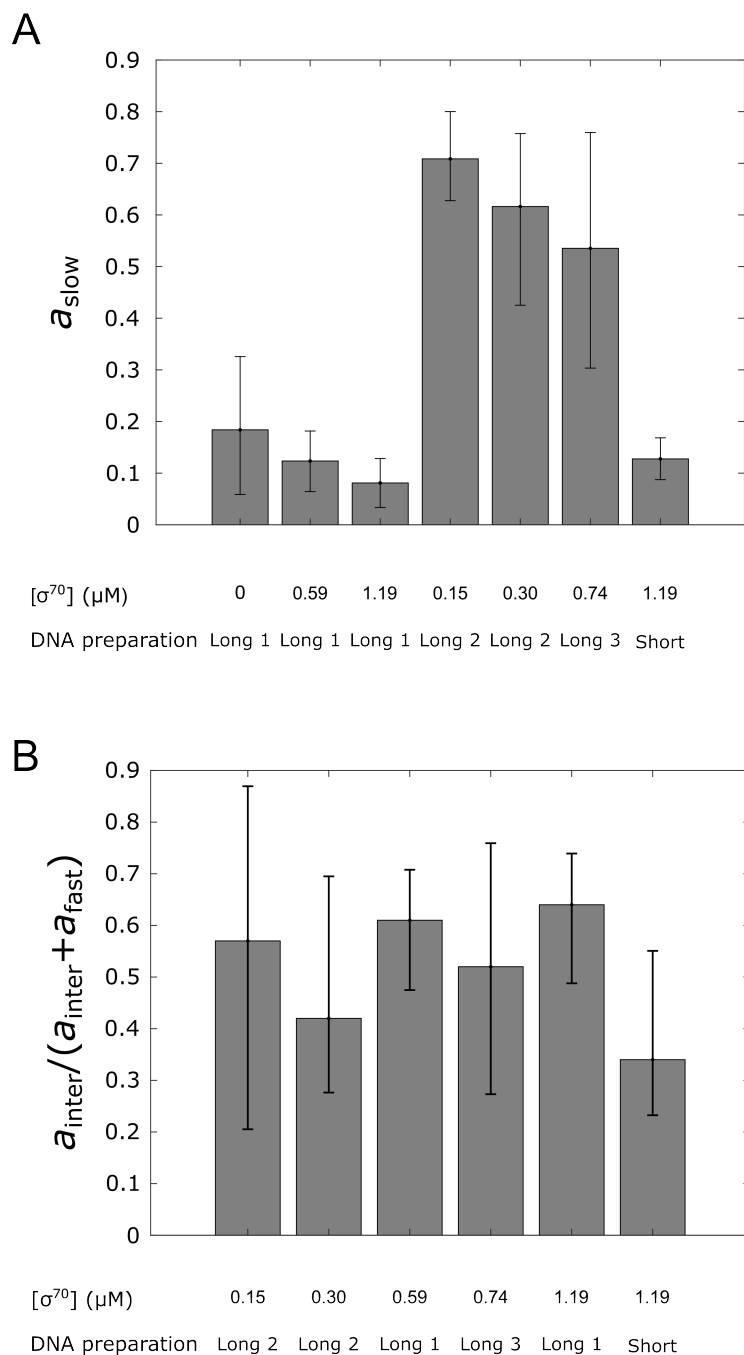 A
0.9
0.8
0.7
0.6
0.5
0.4
0.3
0.2
0.1
0
a_slow
[σ⁷⁰] (µM) 0 0.59 1.19 0.15 0.30 0.74 1.19
DNA preparation Long 1 Long 1 Long 1 Long 2 Long 2 Long 3 Short
B
0.9
0.8
0.7
0.6
0.5
0.4
0.3
0.2
0.1
0
a_inter/(a_inter+a_fast)
[σ⁷⁰] (µM) 0.15 0.30 0.59 0.74 1.19 1.19
DNA preparation Long 2 Long 2 Long 1 Long 3 Long 1 Short